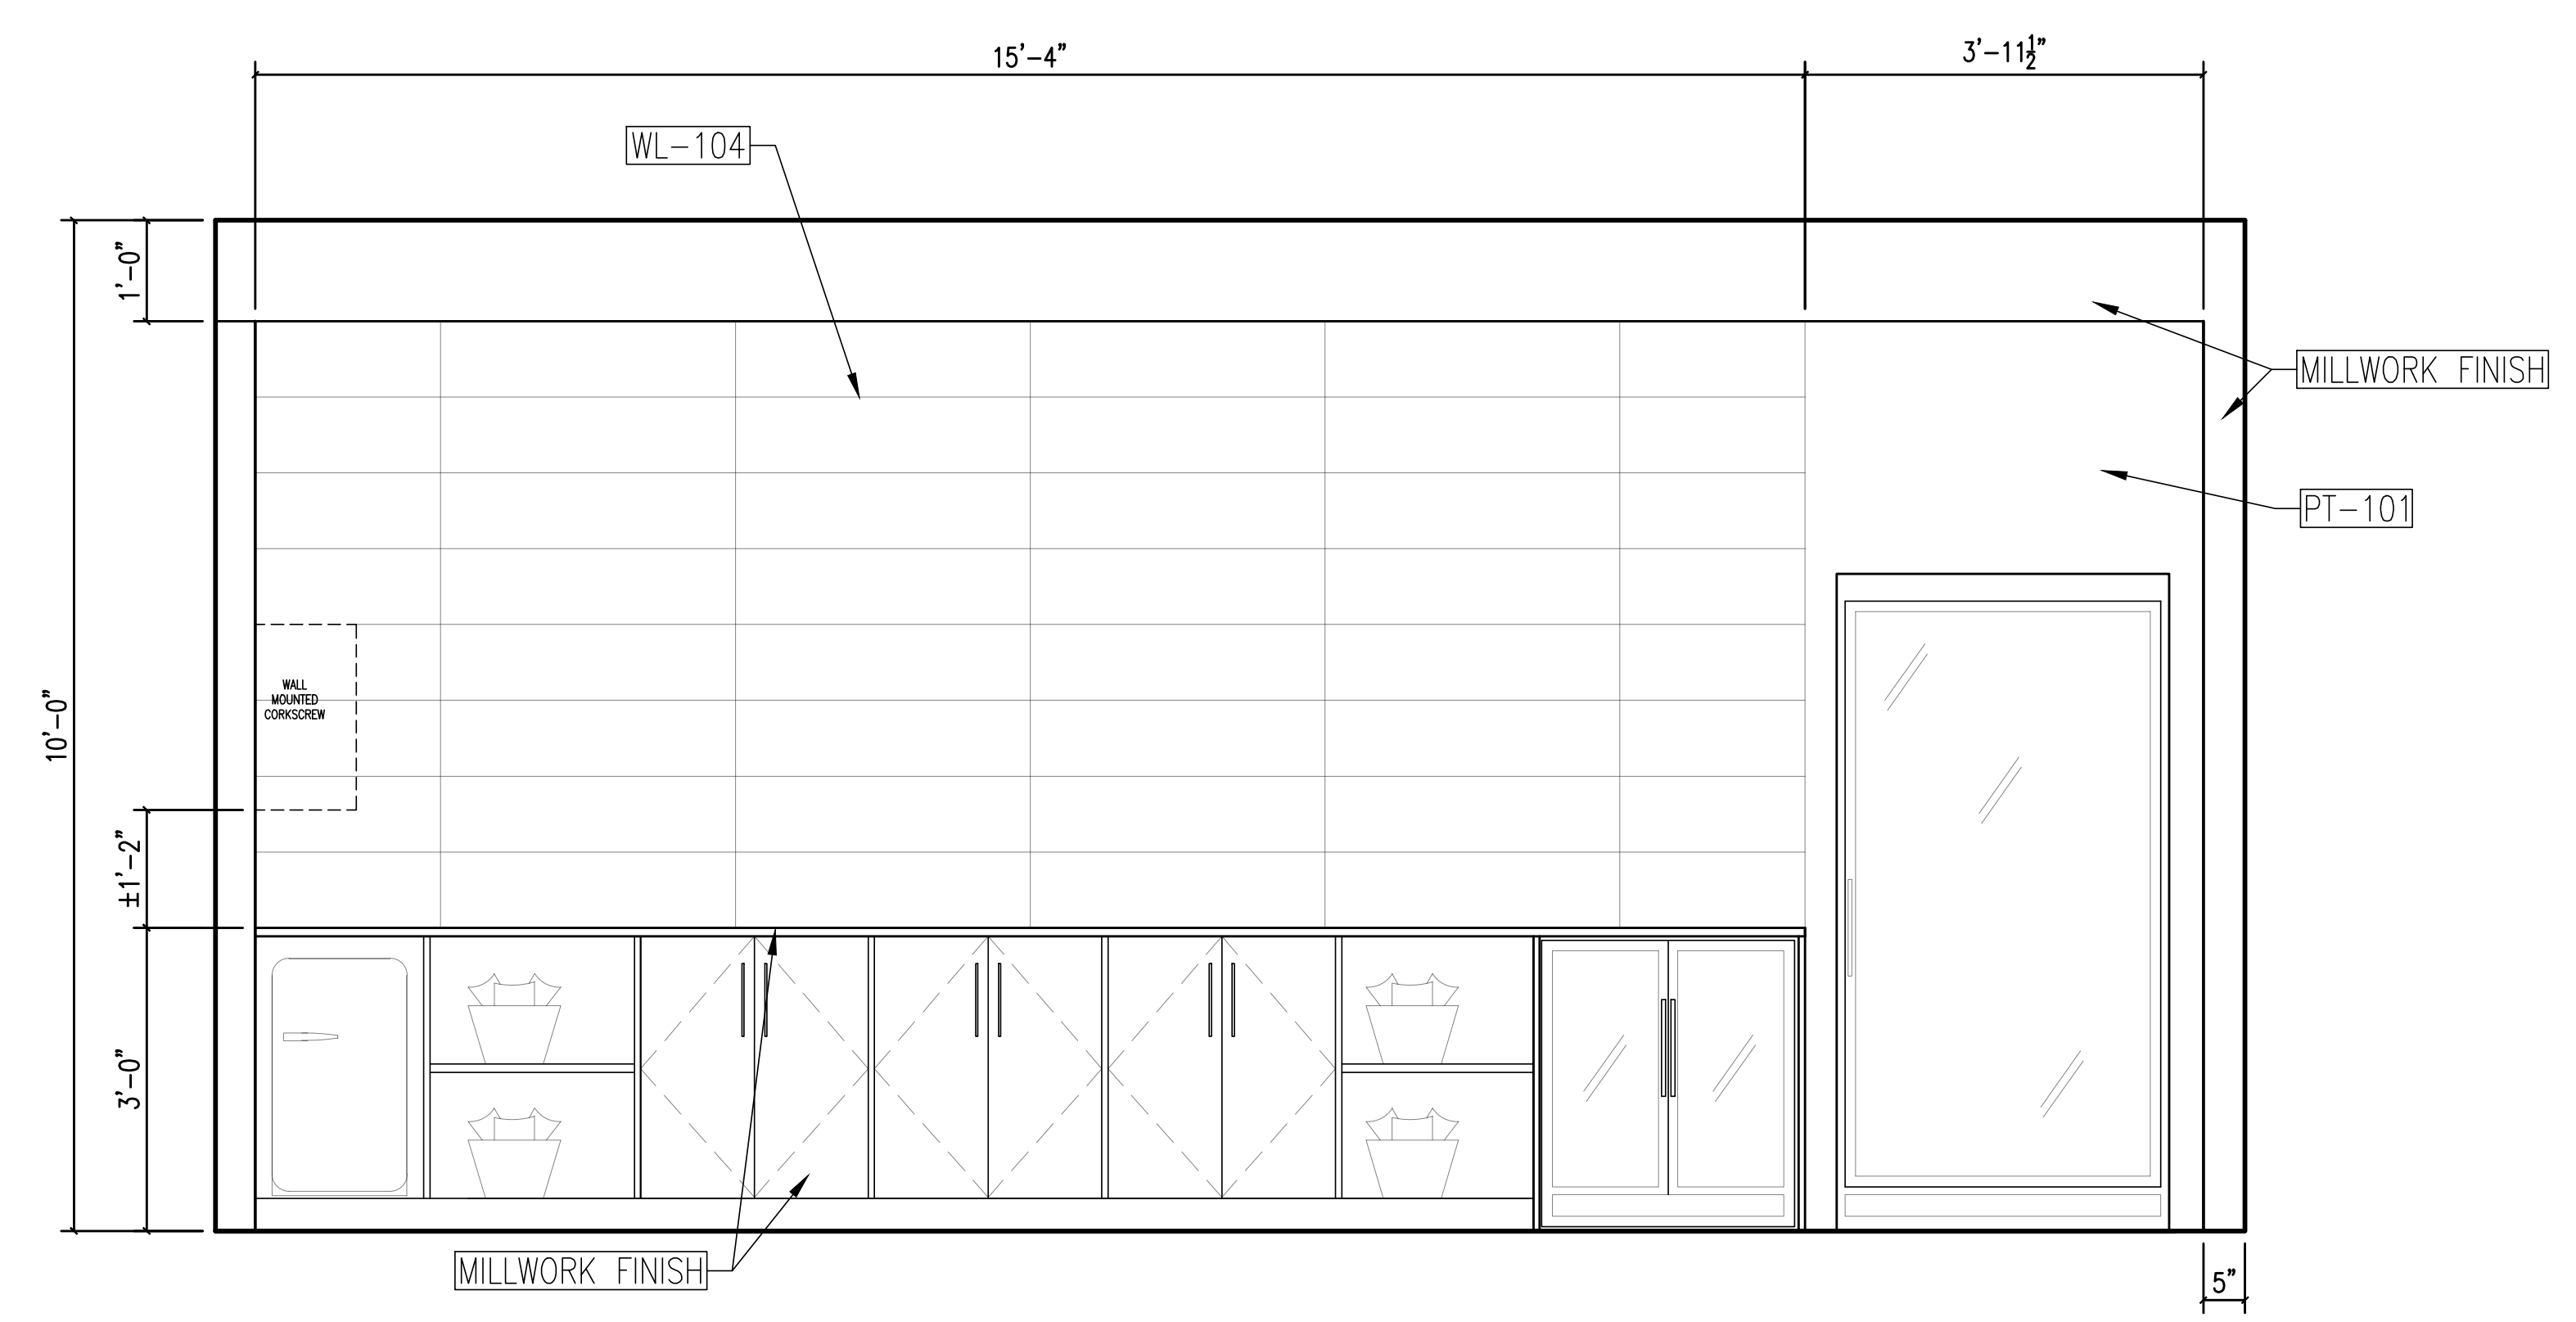 15'-4"
3'-11½"
WL-104
1'-0"
MILLWORK FINISH
PT-101
WALL
MOUNTED
CORKSCREW
10'-0"
±1'-2"
3'-0"
MILLWORK FINISH
5"